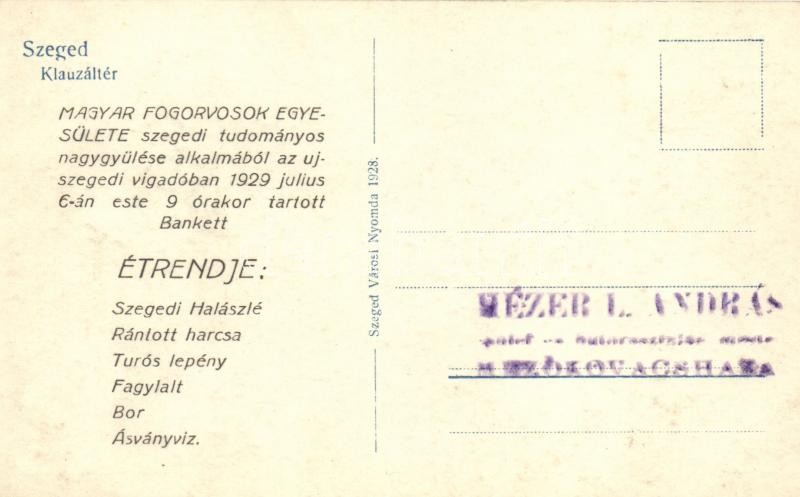 Szeged
Klauzáltér
MAGYAR FOGORVOSOK EGYE-
SÜLETE szegedi tudományos
nagygyülése alkalmából az uj-
szegedi vigadóban 1929 julius
6-án este 9 órakor tartott
Bankett
ÉTRENDJE:
Szegedi Halászlé
Rántott harcsa
Turós lepény
Fagylalt
Bor
Ásványviz.
Szeged Városi Nyomda 1928.
MÉZER L. ANDRÁS
MEZŐKOVACSHAZA